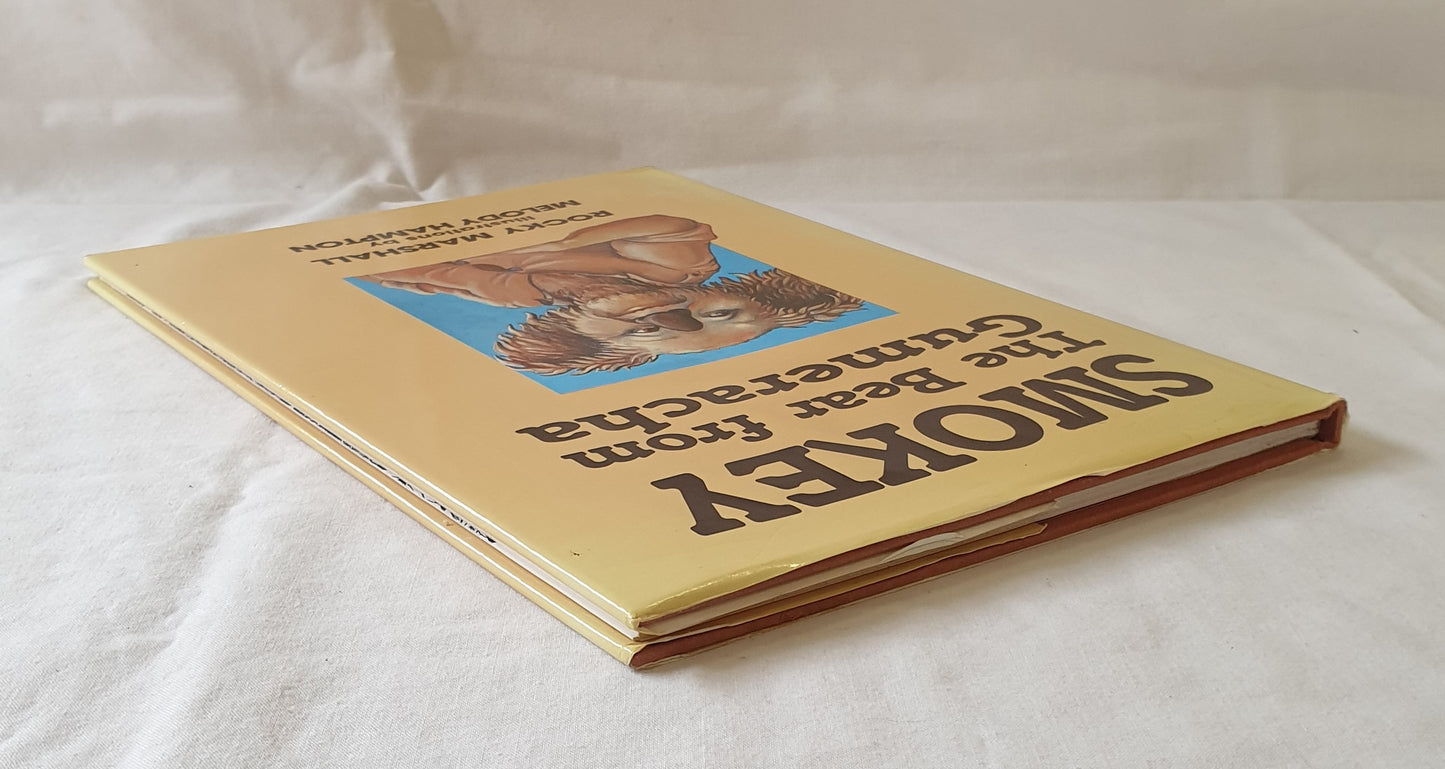 SMOKEY
The Bear from
Gumeracha
ROCKY MARSHALL
Illustrations by
MELODY HAMPTON